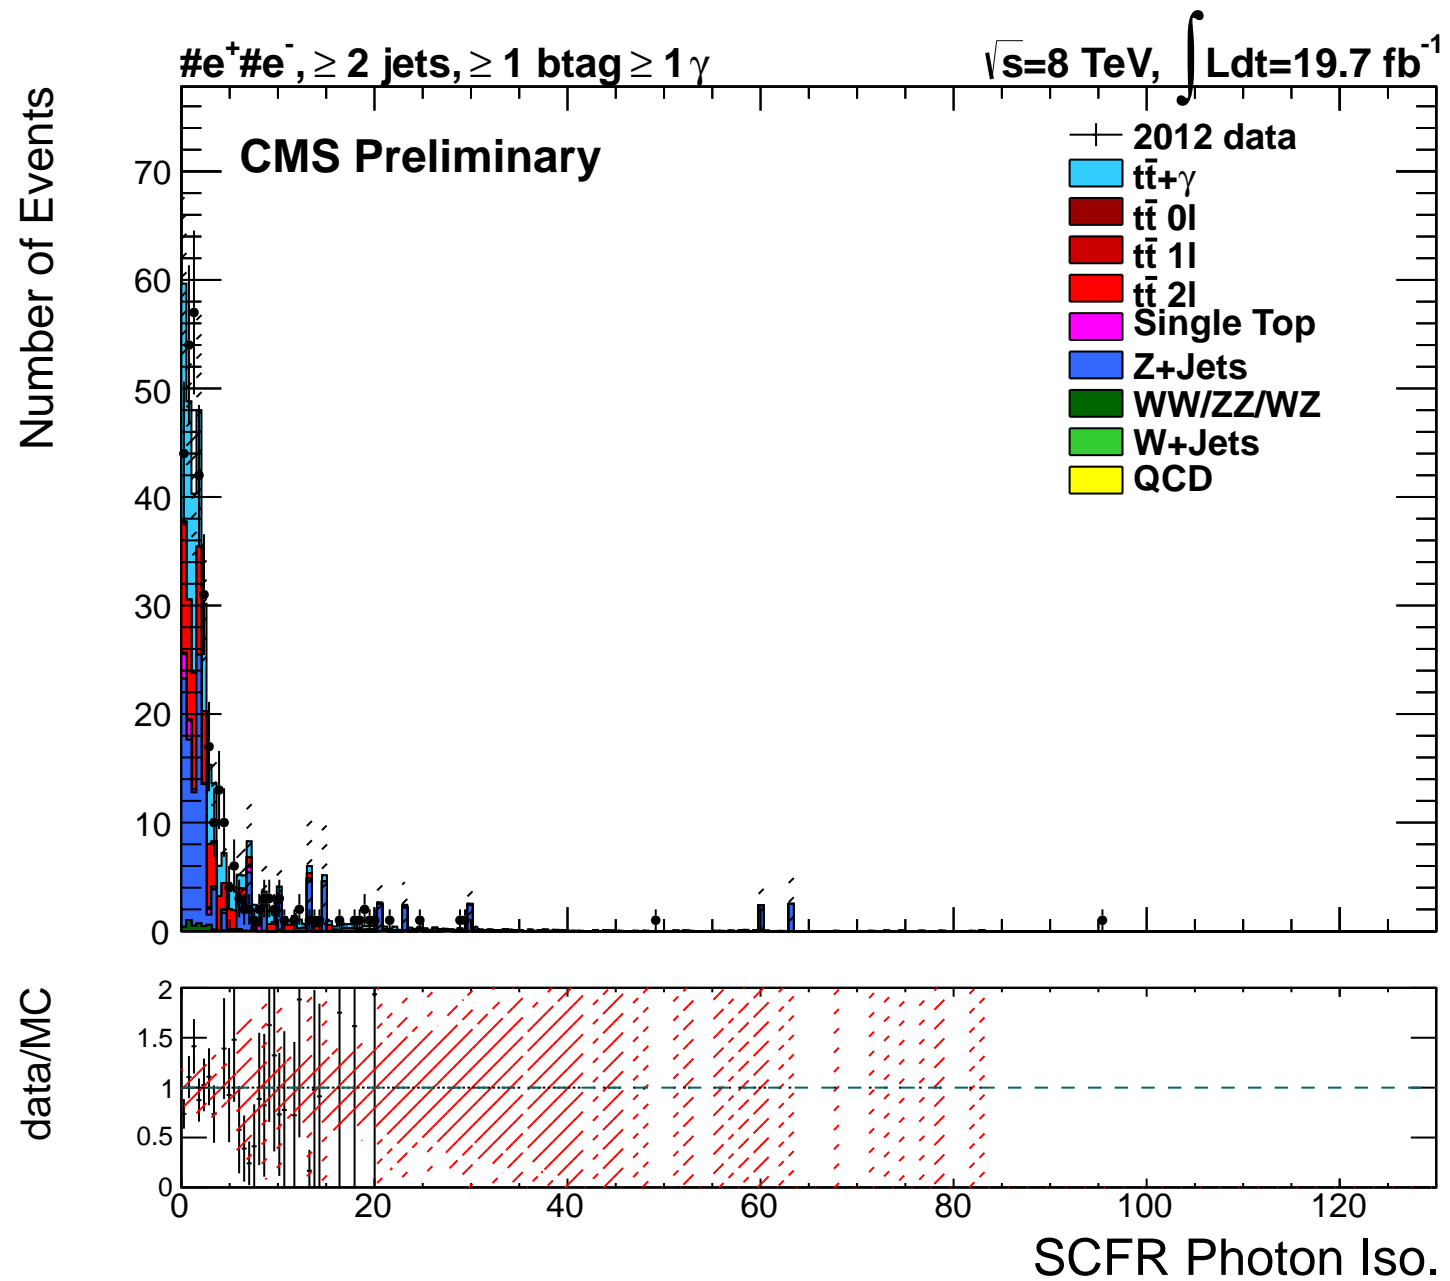 #e⁺#e⁻, ≥ 2 jets, ≥ 1 btag ≥ 1 γ
√s=8 TeV, ∫Ldt=19.7 fb⁻¹
CMS Preliminary
2012 data
tt̄+γ
tt̄ 0l
tt̄ 1l
tt̄ 2l
Single Top
Z+Jets
WW/ZZ/WZ
W+Jets
QCD
Number of Events
70
60
50
40
30
20
10
0
data/MC
2
1.5
1
0.5
0
0 20 40 60 80 100 120
SCFR Photon Iso.